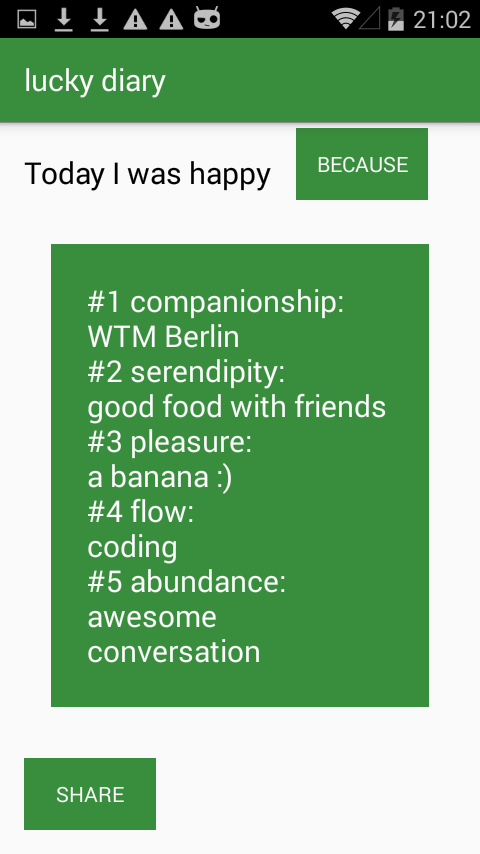 21:02
lucky diary
Today I was happy
BECAUSE
#1 companionship:
WTM Berlin
#2 serendipity:
good food with friends
#3 pleasure:
a banana :)
#4 flow:
coding
#5 abundance:
awesome
conversation
SHARE